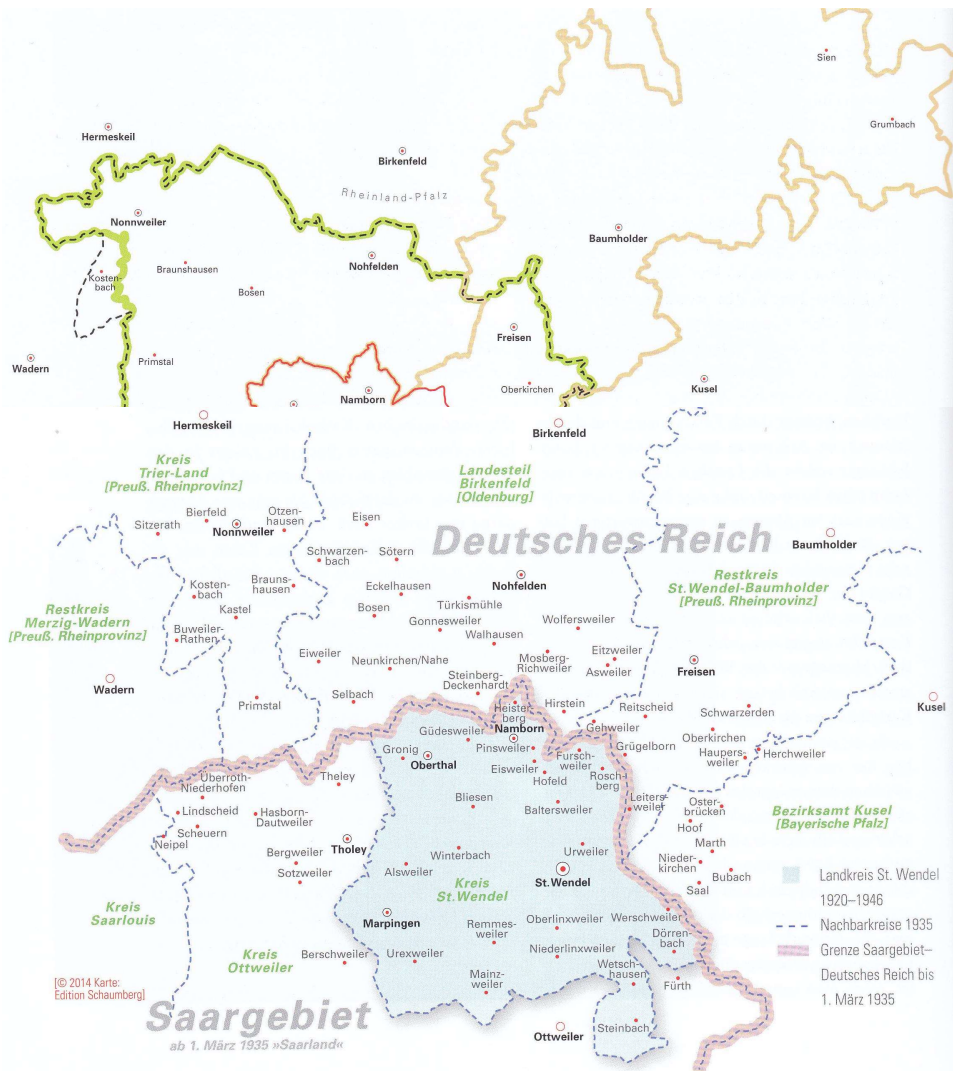 Sien
Grumbach
Hermeskeil
Birkenfeld
Rheinland-Pfalz
Nonnweiler
Baumholder
Nohfelden
Braunshausen
Kosten-
bach
Bosen
Freisen
Wadern
Primstal
Oberkirchen
Kusel
Namborn
Hermeskeil
Birkenfeld
Kreis
Trier-Land
[Preuß. Rheinprovinz]
Landesteil
Birkenfeld
[Oldenburg]
Deutsches Reich
Sitzerath
Bierfeld
Nonnweiler
Otzen-
hausen
Eisen
Baumholder
Schwarzen-
bach
Sötern
Nohfelden
Restkreis
St.Wendel-Baumholder
[Preuß. Rheinprovinz]
Restkreis
Merzig-Wadern
[Preuß. Rheinprovinz]
Kosten-
bach
Brauns-
hausen
Eckelhausen
Kastel
Bosen
Türkismühle
Buweiler-
Rathen
Gonnesweiler
Wolfersweiler
Walhausen
Eiweiler
Neunkirchen/Nahe
Mosberg-
Richweiler
Eitzweiler
Asweiler
Freisen
Wadern
Steinberg-
Deckenhardt
Selbach
Primstal
Heister-
berg
Hirstein
Reitscheid
Schwarzerden
Kusel
Namborn
Gehweiler
Güdesweiler
Oberkirchen
Gronig
Pinsweiler
Grügelborn
Oberthal
Fursch-
weiler
Haupers-
weiler
Herchweiler
Eisweiler
Hofeld
Rosch-
berg
Überroth-
Niederhofen
Theley
Leiters-
weiler
Bliesen
Baltersweiler
Oster-
brücken
Bezirksamt Kusel
[Bayerische Pfalz]
Lindscheid
Hasborn-
Dautweiler
Hoof
Scheuern
Neipel
Tholey
Marth
Bergweiler
Winterbach
Urweiler
Nieder-
kirchen
Sotzweiler
Alsweiler
St.Wendel
Bubach
Saal
Kreis
St.Wendel
Landkreis St. Wendel
1920–1946
Kreis
Saarlouis
Marpingen
Oberlinxweiler
Werschweiler
Nachbarkreise 1935
Remmes-
weiler
Kreis
Ottweiler
Dörren-
bach
Grenze Saargebiet–
Deutsches Reich bis
1. März 1935
Berschweiler
Urexweiler
Niederlinxweiler
Wetsch-
hausen
Mainz-
weiler
Fürth
[© 2014 Karte:
Edition Schaumberg]
Saargebiet
ab 1. März 1935 »Saarland«
Ottweiler
Steinbach